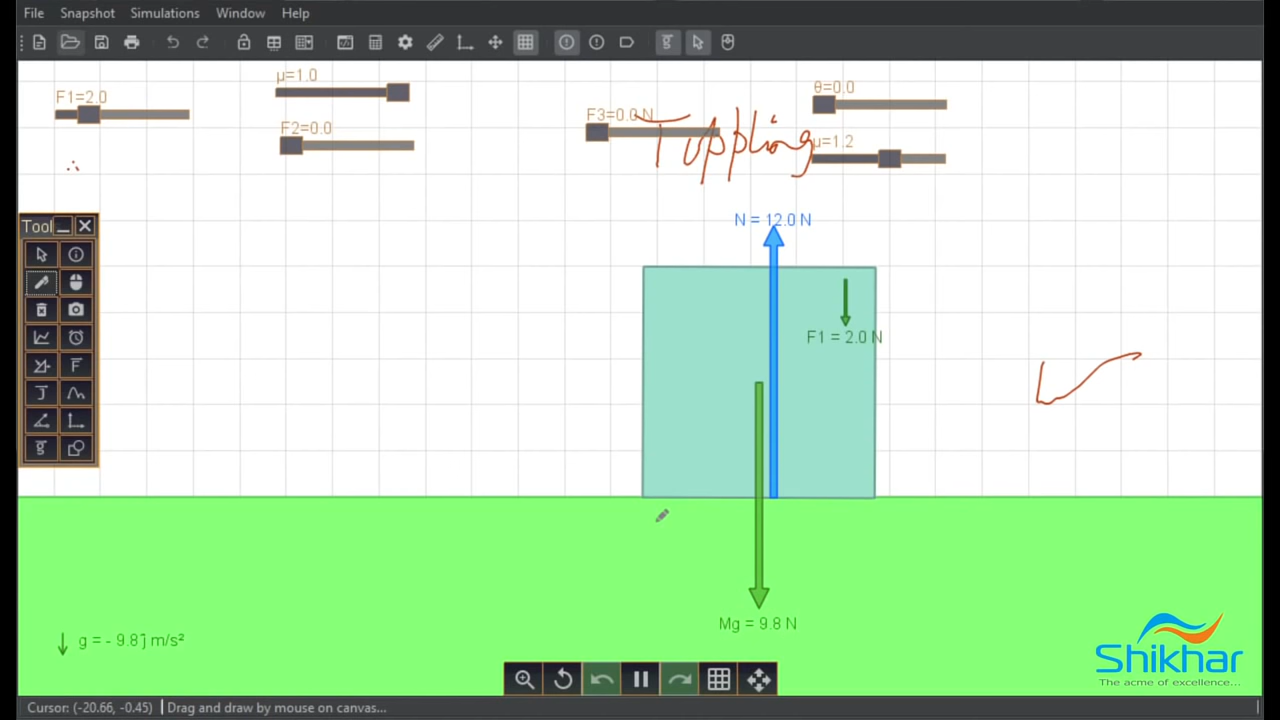 File Snapshot Simulations Window Help
μ=1.0
θ=0.0
F1=2.0
F3=0.0 N
F2=0.0
Toppling
μ=1.2
∴
N = 12.0 N
Tool
F1 = 2.0 N
Mg = 9.8 N
g = - 9.8ĵ m/s²
Shikhar
The acme of excellence...
Cursor: (-20.66, -0.45) Drag and draw by mouse on canvas...